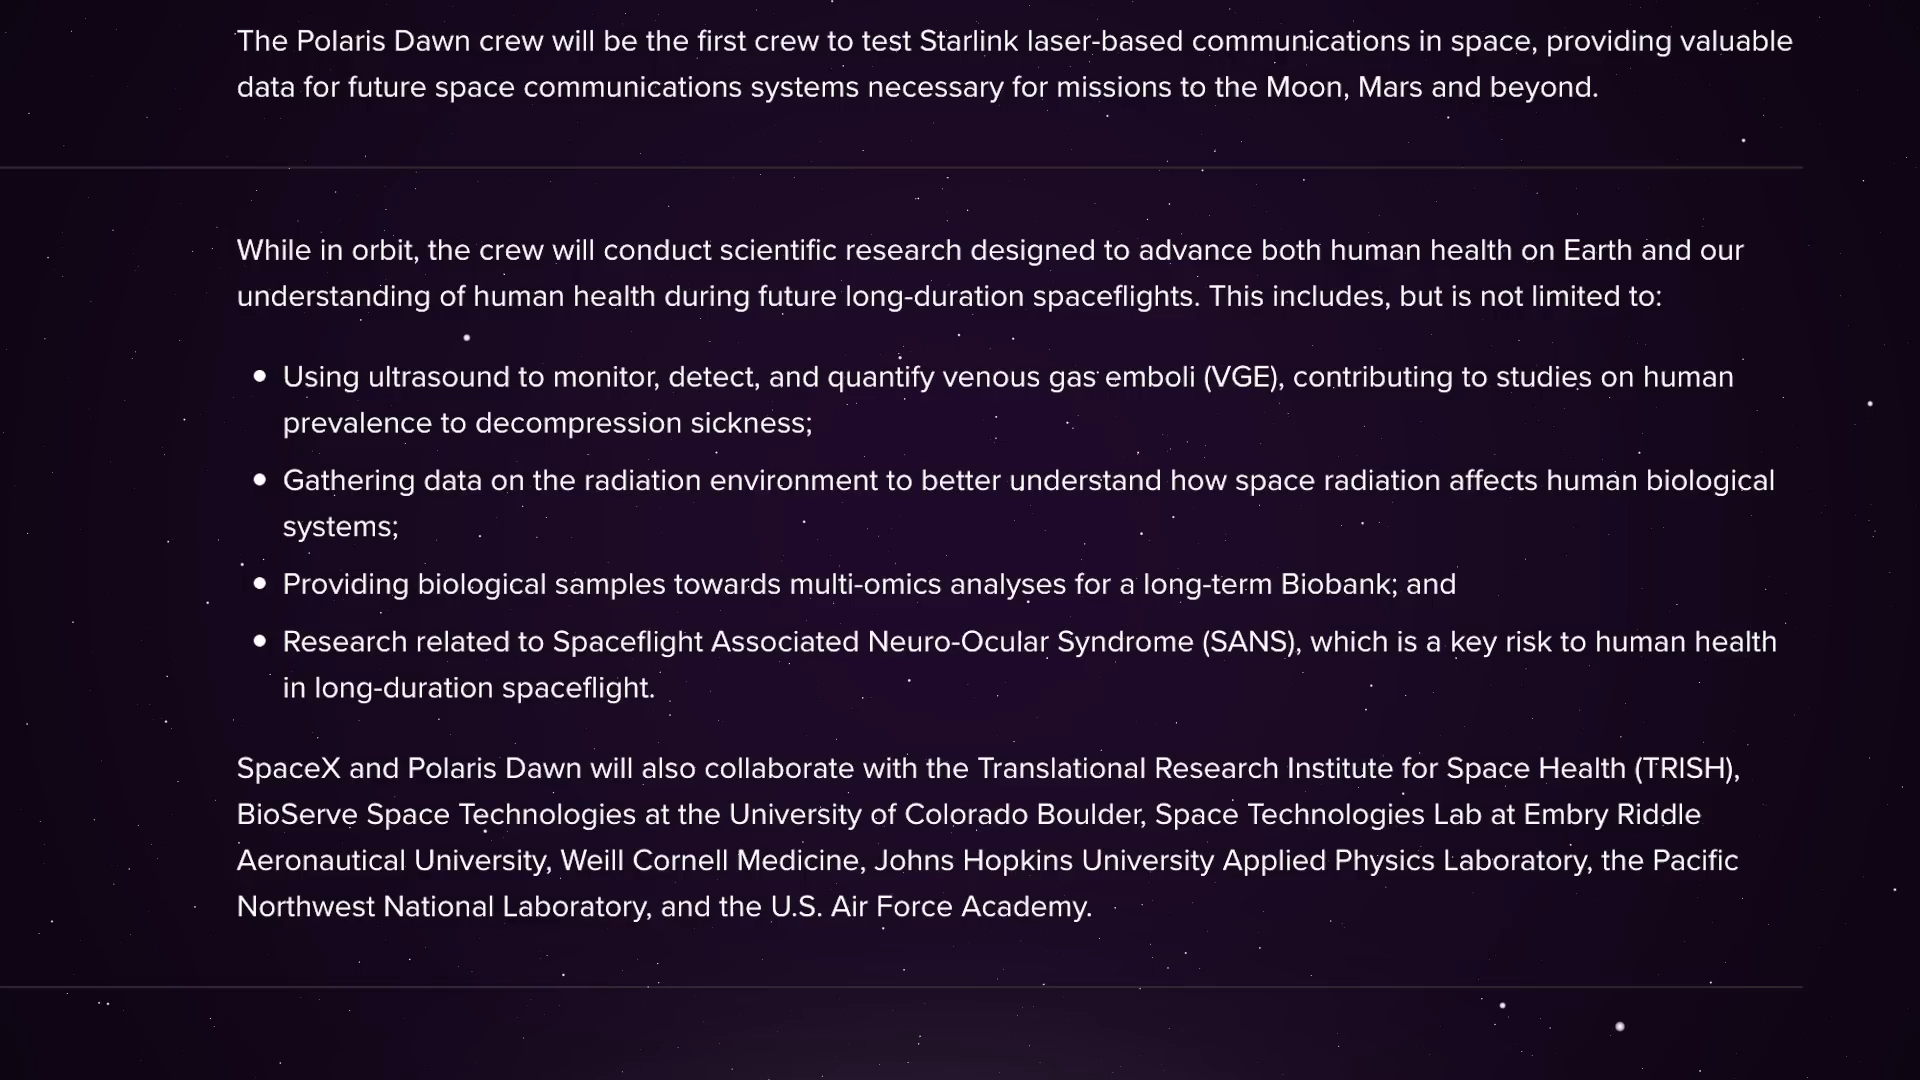 The Polaris Dawn crew will be the first crew to test Starlink laser-based communications in space, providing valuable
data for future space communications systems necessary for missions to the Moon, Mars and beyond.
While in orbit, the crew will conduct scientific research designed to advance both human health on Earth and our
understanding of human health during future long-duration spaceflights. This includes, but is not limited to:
• Using ultrasound to monitor, detect, and quantify venous gas emboli (VGE), contributing to studies on human
prevalence to decompression sickness;
• Gathering data on the radiation environment to better understand how space radiation affects human biological
systems;
• Providing biological samples towards multi-omics analyses for a long-term Biobank; and
• Research related to Spaceflight Associated Neuro-Ocular Syndrome (SANS), which is a key risk to human health
in long-duration spaceflight.
SpaceX and Polaris Dawn will also collaborate with the Translational Research Institute for Space Health (TRISH),
BioServe Space Technologies at the University of Colorado Boulder, Space Technologies Lab at Embry Riddle
Aeronautical University, Weill Cornell Medicine, Johns Hopkins University Applied Physics Laboratory, the Pacific
Northwest National Laboratory, and the U.S. Air Force Academy.